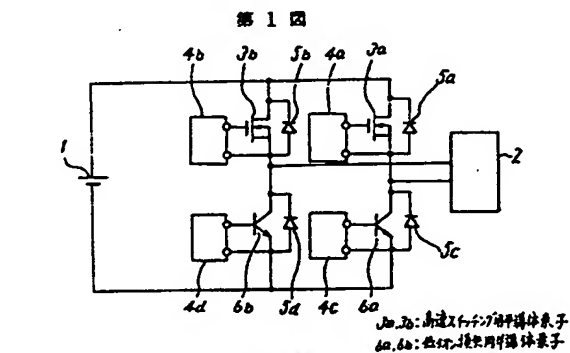 第1図
4b 3b 5b 4a 3a 5a
1
2
4d 6b 5d 4c 6a 5c
3a,3b:高速スイッチング用半導体素子
6a,6b:低オン損失用半導体素子